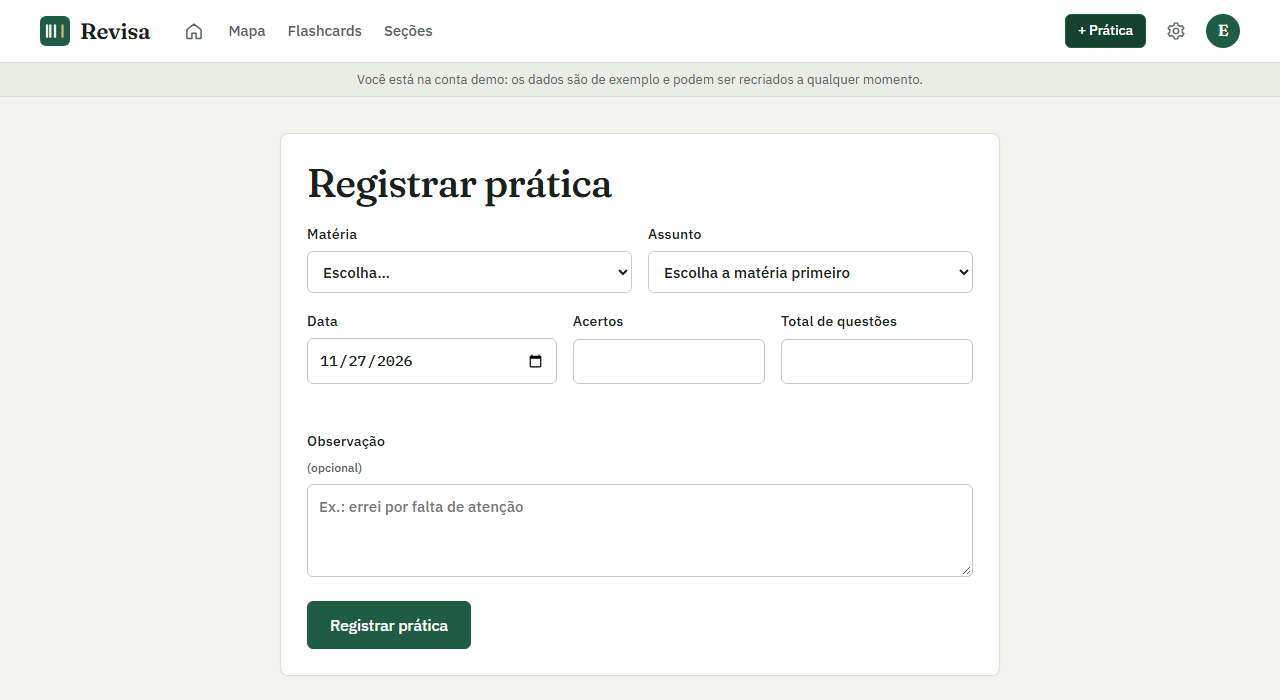 Revisa
Mapa
Flashcards
Seções
+ Prática
E
Você está na conta demo: os dados são de exemplo e podem ser recriados a qualquer momento.
Registrar prática
Matéria
Assunto
Escolha...
Escolha a matéria primeiro
Data
Acertos
Total de questões
11/27/2026
Observação
(opcional)
Ex.: errei por falta de atenção
Registrar prática